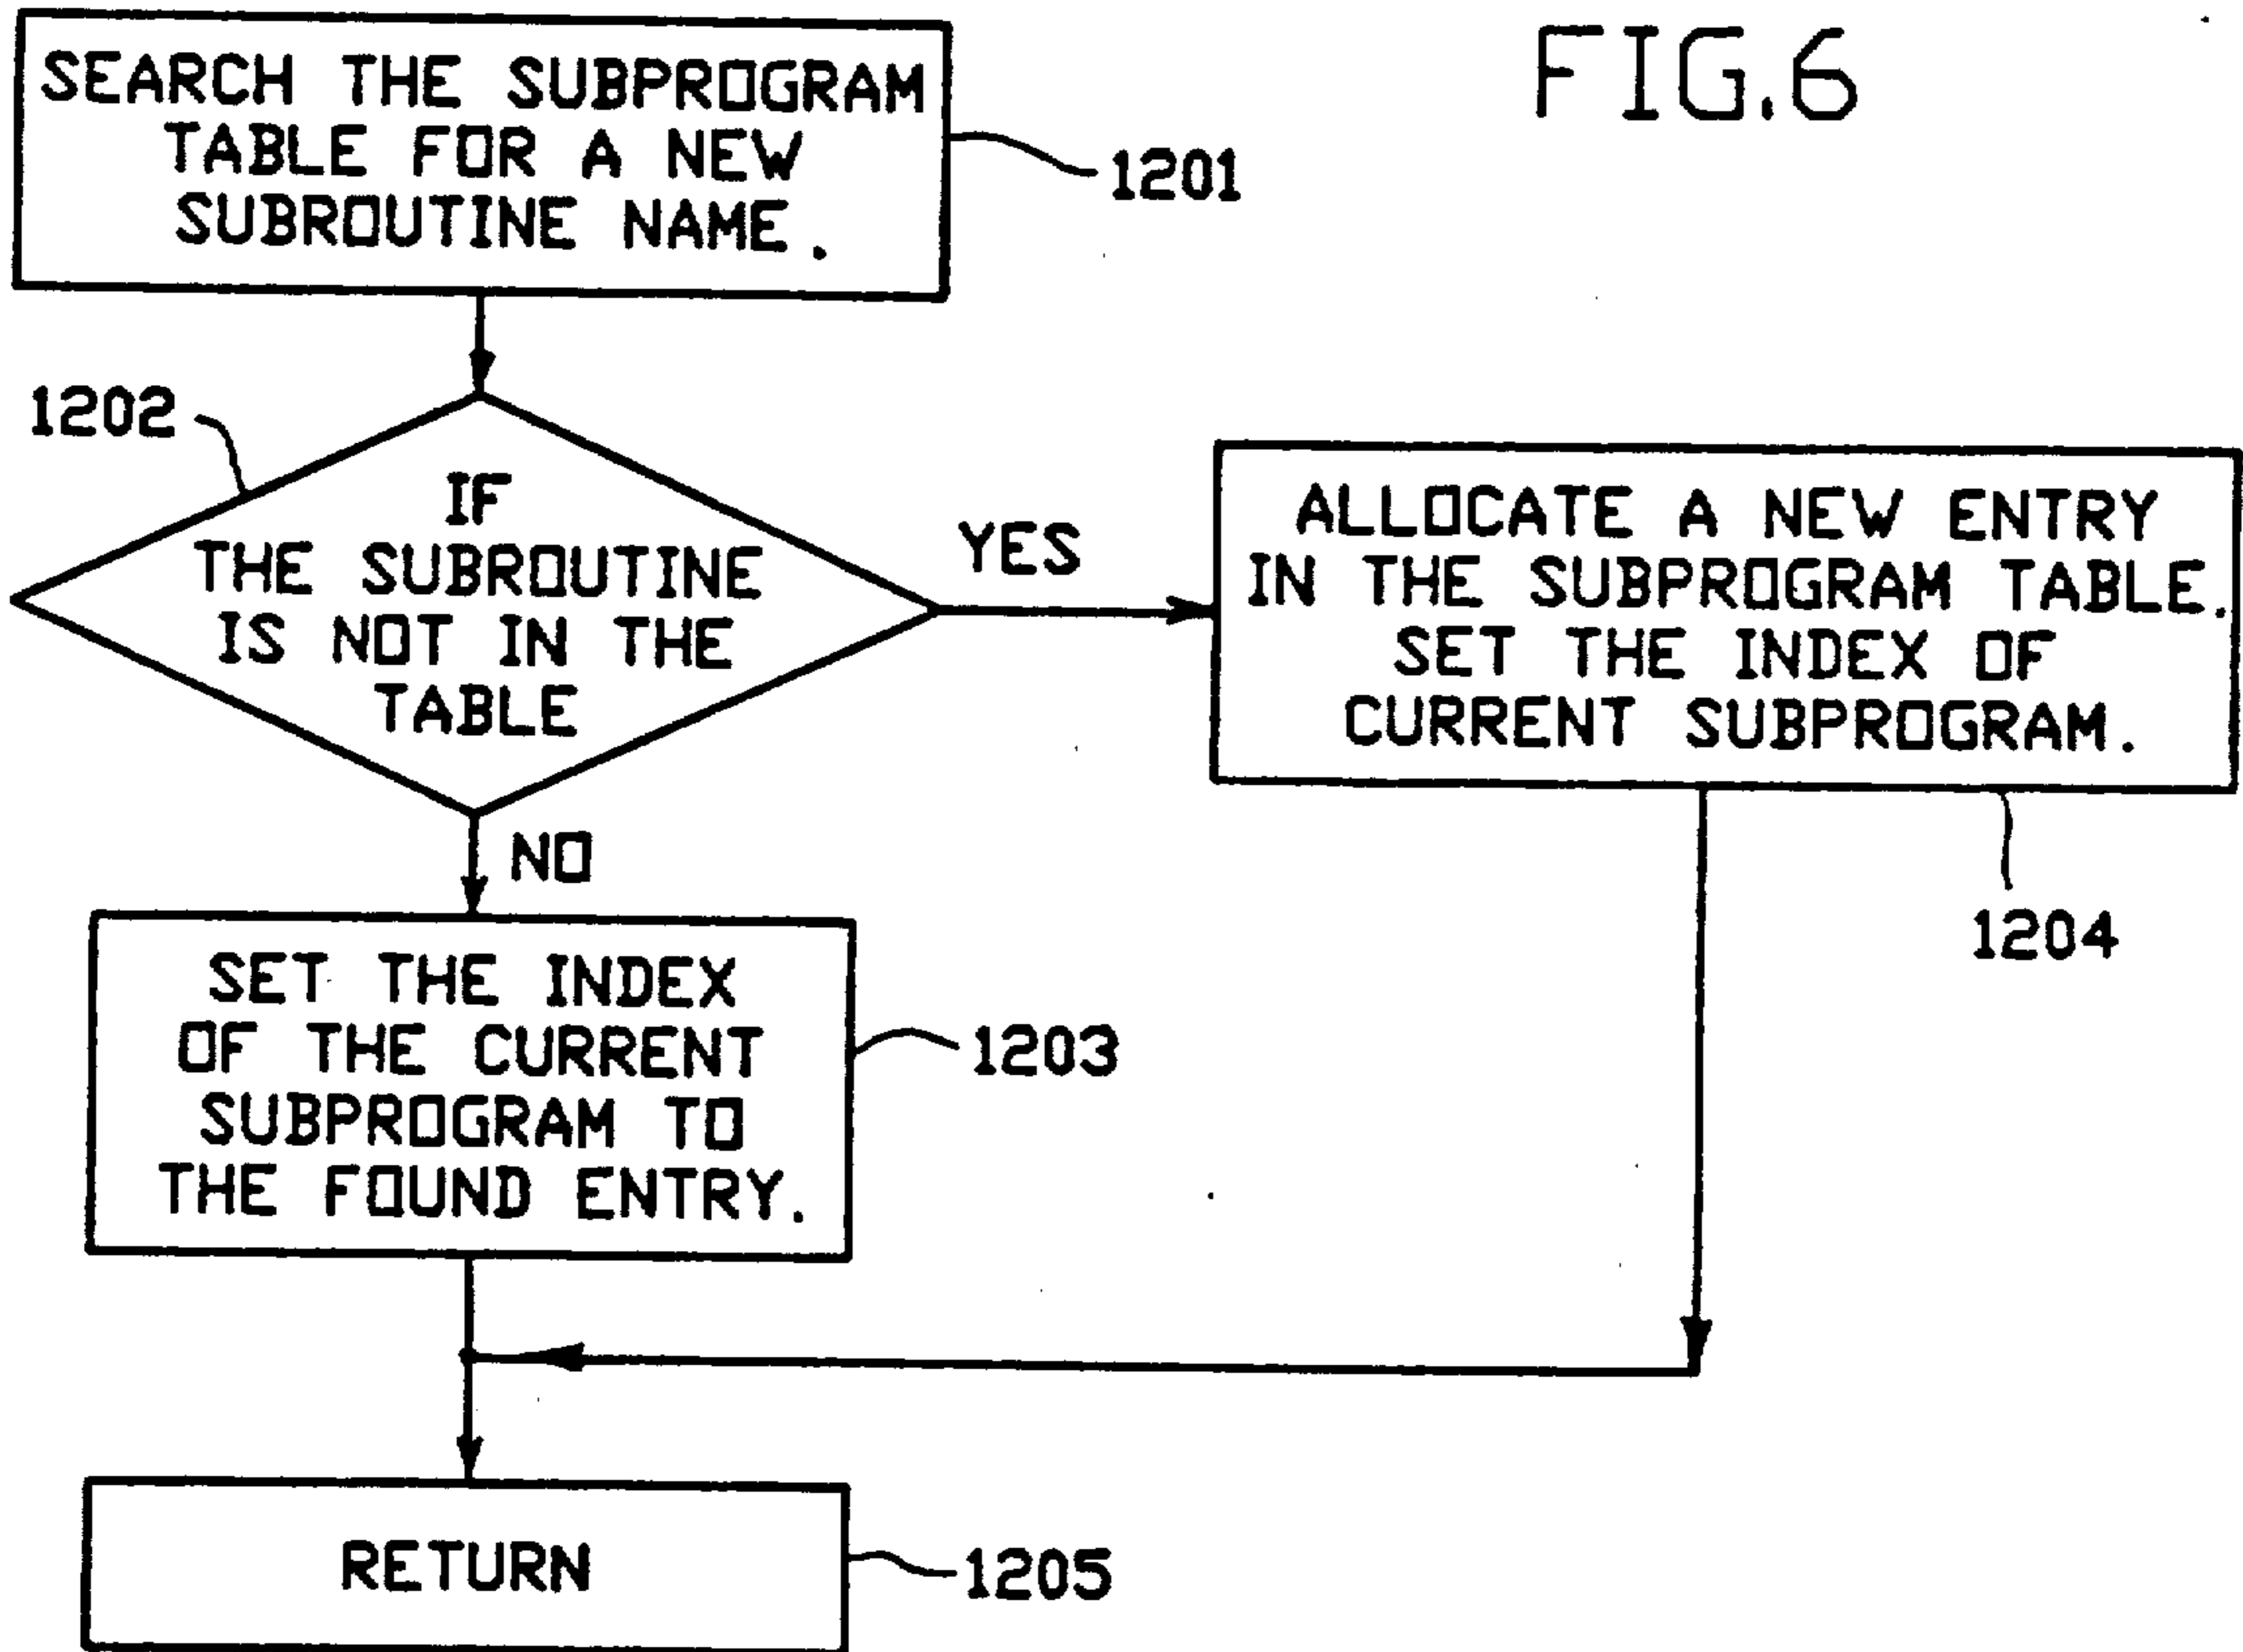 FIG.6
SEARCH THE SUBPROGRAM
TABLE FOR A NEW
SUBROUTINE NAME.
1201
1202
IF
THE SUBROUTINE
IS NOT IN THE
TABLE
YES
ALLOCATE A NEW ENTRY
IN THE SUBPROGRAM TABLE.
SET THE INDEX OF
CURRENT SUBPROGRAM.
1204
NO
SET THE INDEX
OF THE CURRENT
SUBPROGRAM TO
THE FOUND ENTRY.
1203
RETURN
1205